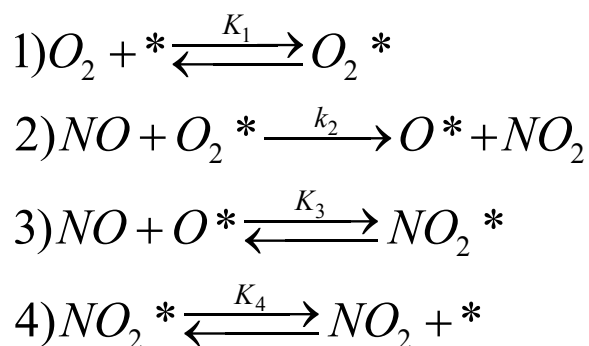 1) O₂ + * ⇌ O₂ * (K₁)
2) NO + O₂ * → O * + NO₂ (k₂)
3) NO + O * ⇌ NO₂ * (K₃)
4) NO₂ * ⇌ NO₂ + * (K₄)